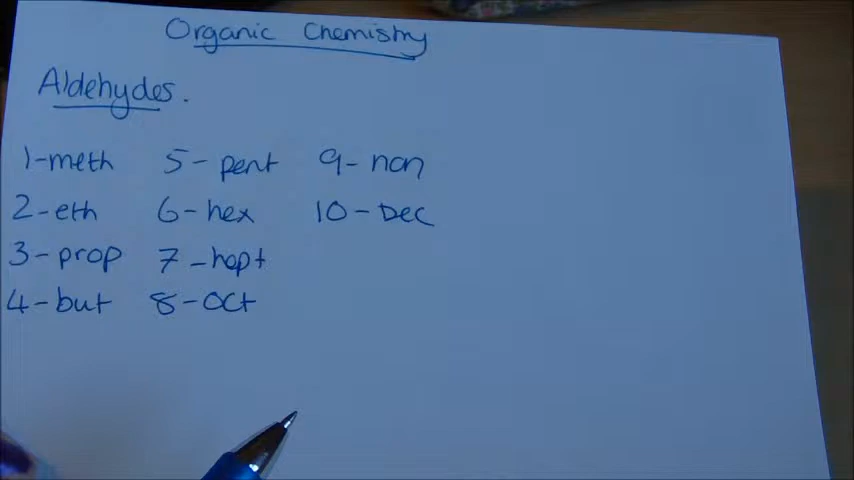 Organic Chemistry
Aldehydes.
1-meth 5- pent 9- non
2-eth 6-hex 10-Dec
3-prop 7-hept
4-but 8-Oct